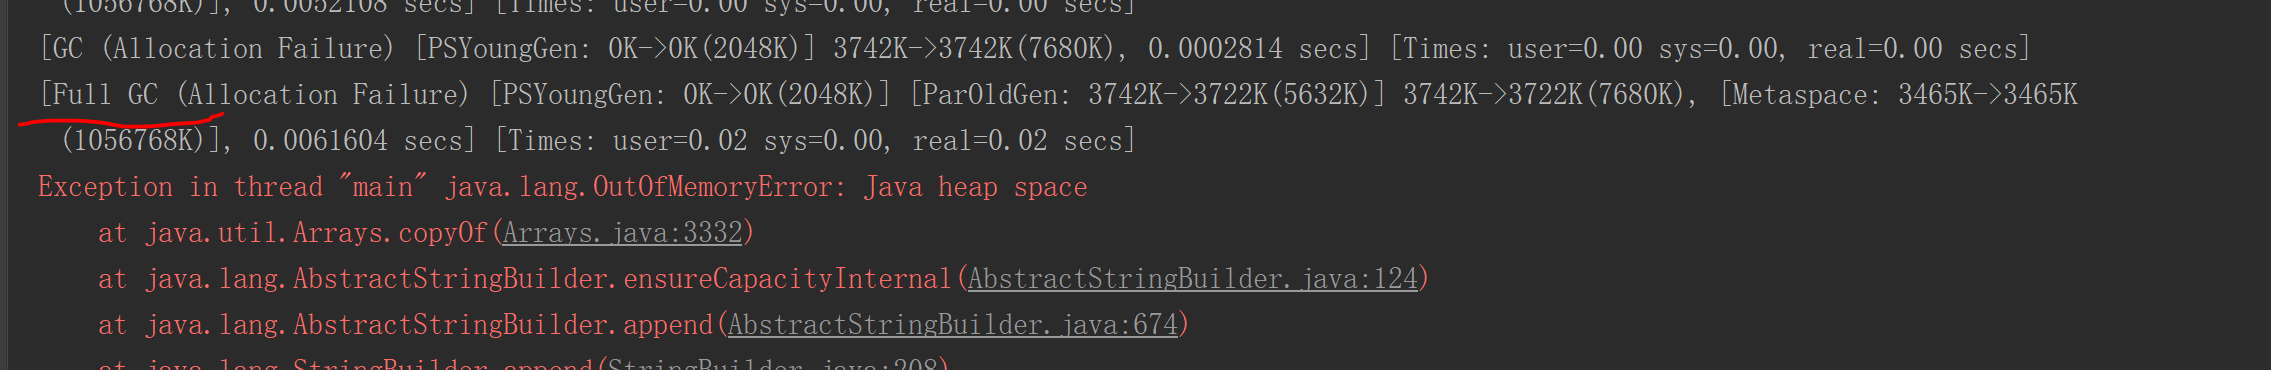 (1056768K)], 0.0052108 secs] [Times: user=0.00 sys=0.00, real=0.00 secs]
[GC (Allocation Failure) [PSYoungGen: 0K->0K(2048K)] 3742K->3742K(7680K), 0.0002814 secs] [Times: user=0.00 sys=0.00, real=0.00 secs]
[Full GC (Allocation Failure) [PSYoungGen: 0K->0K(2048K)] [ParOldGen: 3742K->3722K(5632K)] 3742K->3722K(7680K), [Metaspace: 3465K->3465K
(1056768K)], 0.0061604 secs] [Times: user=0.02 sys=0.00, real=0.02 secs]
Exception in thread "main" java.lang.OutOfMemoryError: Java heap space
at java.util.Arrays.copyOf(Arrays.java:3332)
at java.lang.AbstractStringBuilder.ensureCapacityInternal(AbstractStringBuilder.java:124)
at java.lang.AbstractStringBuilder.append(AbstractStringBuilder.java:674)
at java.lang.StringBuilder.append(StringBuilder.java:208)